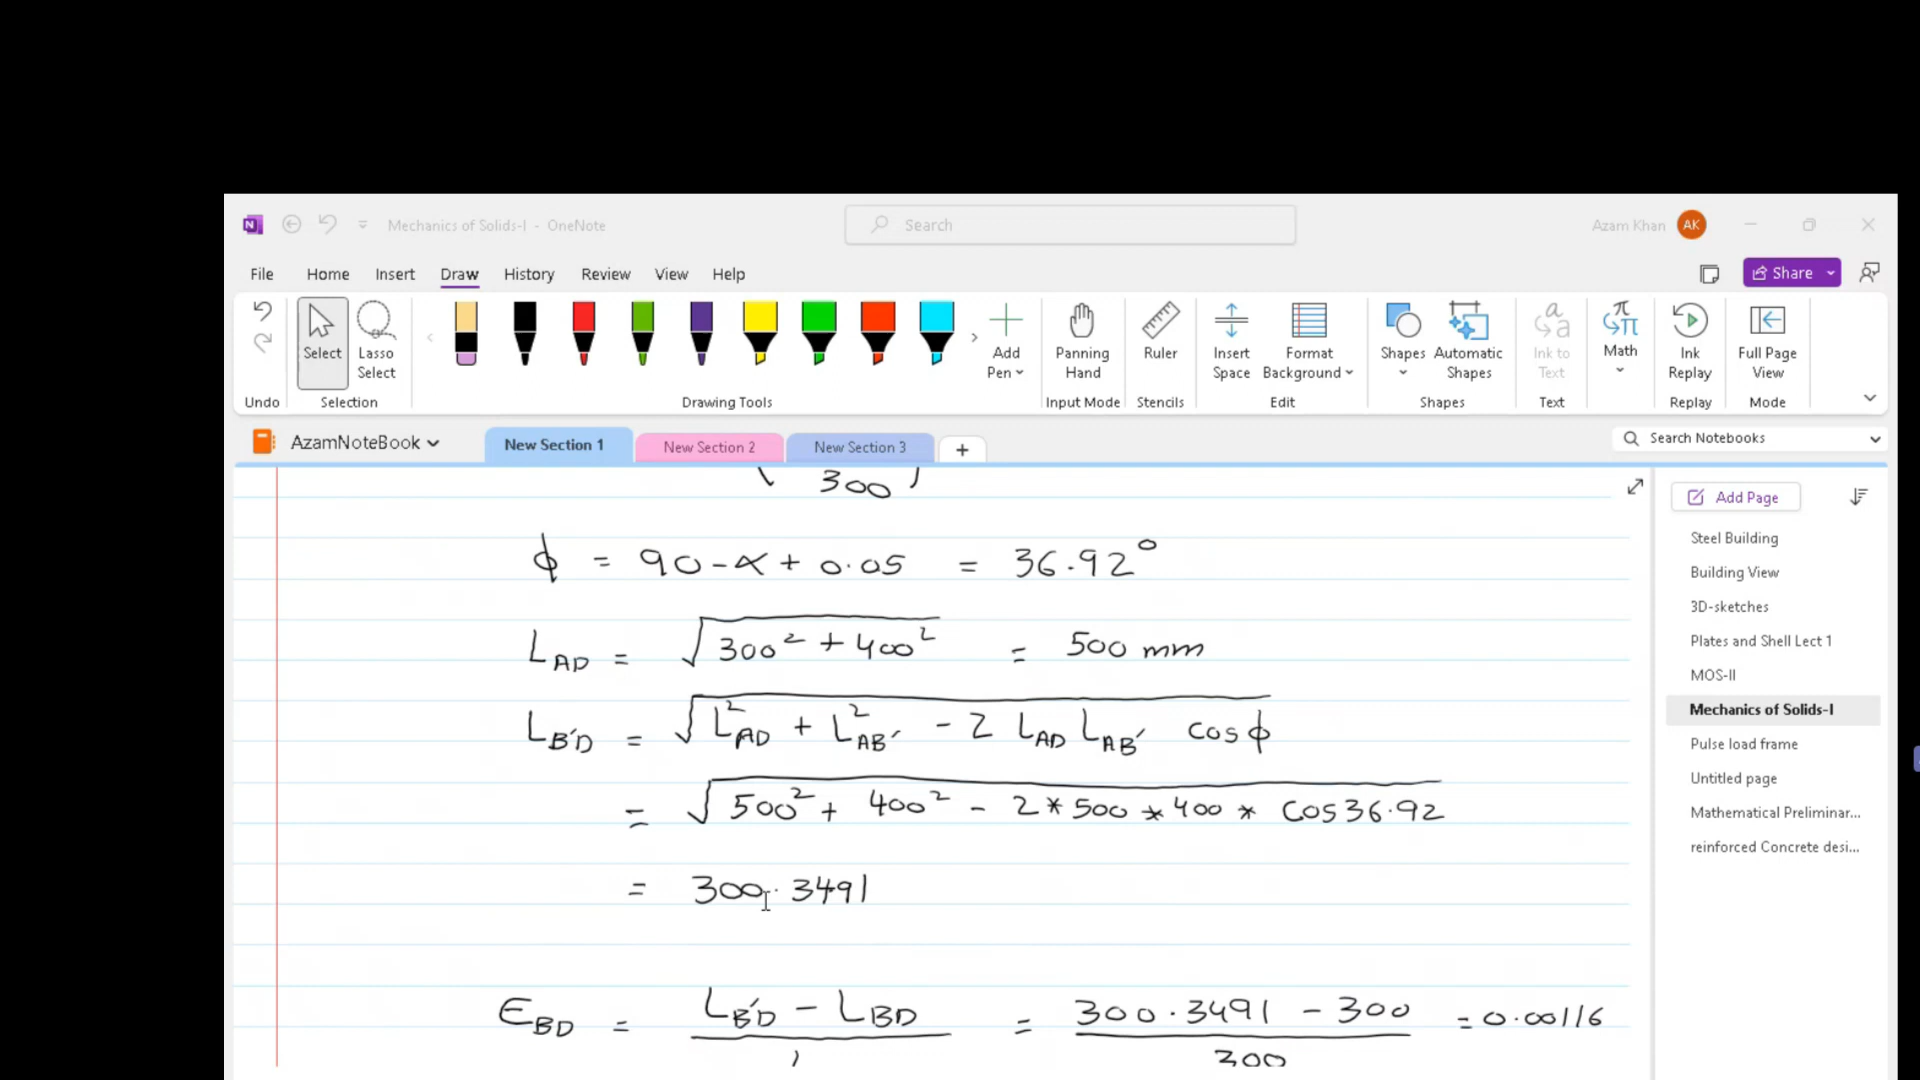 Mechanics of Solids-I - OneNote
Search
Azam Khan
AK
File Home Insert Draw History Review View Help
Share
Select
Lasso Select
Add Pen
Panning Hand
Ruler
Insert Space
Format Background
Shapes
Automatic Shapes
Ink to Text
Math
Ink Replay
Full Page View
Undo
Selection
Drawing Tools
Input Mode
Stencils
Edit
Shapes
Text
Replay
Mode
AzamNoteBook
New Section 1
New Section 2
New Section 3
Search Notebooks
( 300 )
ϕ = 90 - α + 0.05 = 36.92°
L_AD = √(300² + 400²) = 500 mm
L_B'D = √(L²_AD + L²_AB' - 2 L_AD L_AB' cos ϕ)
= √(500² + 400² - 2 * 500 * 400 * Cos 36.92)
= 300.3491
Є_BD = (L_B'D - L_BD) / L = (300.3491 - 300) / 300 = 0.00116
Add Page
Steel Building
Building View
3D-sketches
Plates and Shell Lect 1
MOS-II
Mechanics of Solids-I
Pulse load frame
Untitled page
Mathematical Preliminar...
reinforced Concrete desi...